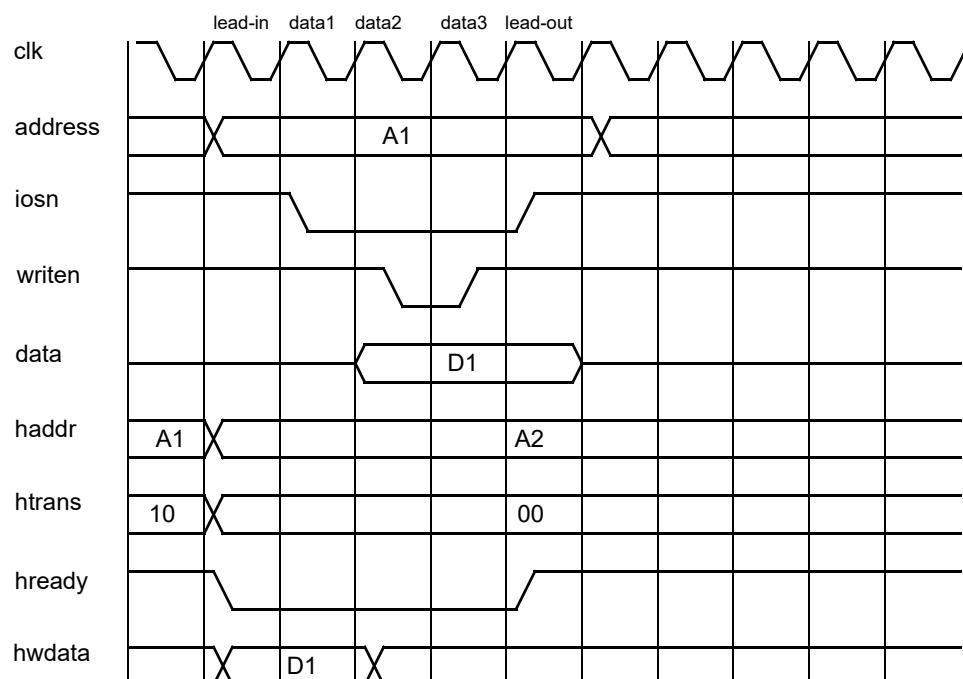 lead-in data1 data2 data3 lead-out
clk
address A1
iosn
writen
data D1
haddr A1 A2
htrans 10 00
hready
hwdata D1